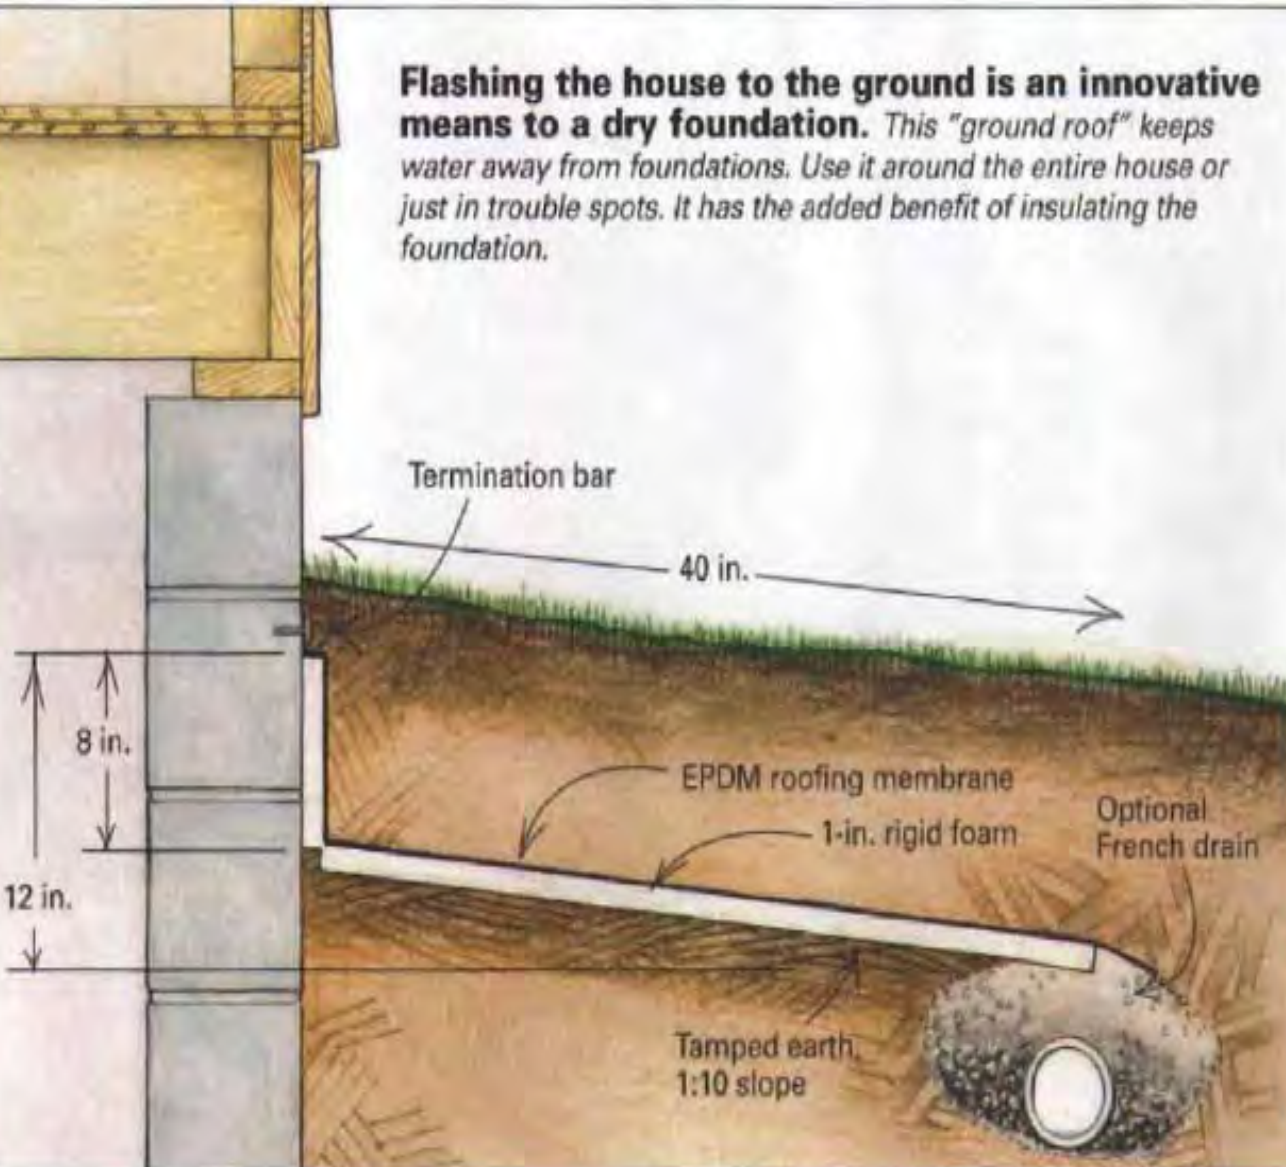 Flashing the house to the ground is an innovative
means to a dry foundation. This "ground roof" keeps
water away from foundations. Use it around the entire house or
just in trouble spots. It has the added benefit of insulating the
foundation.
Termination bar
40 in.
8 in.
EPDM roofing membrane
1-in. rigid foam
Optional
French drain
12 in.
Tamped earth,
1:10 slope